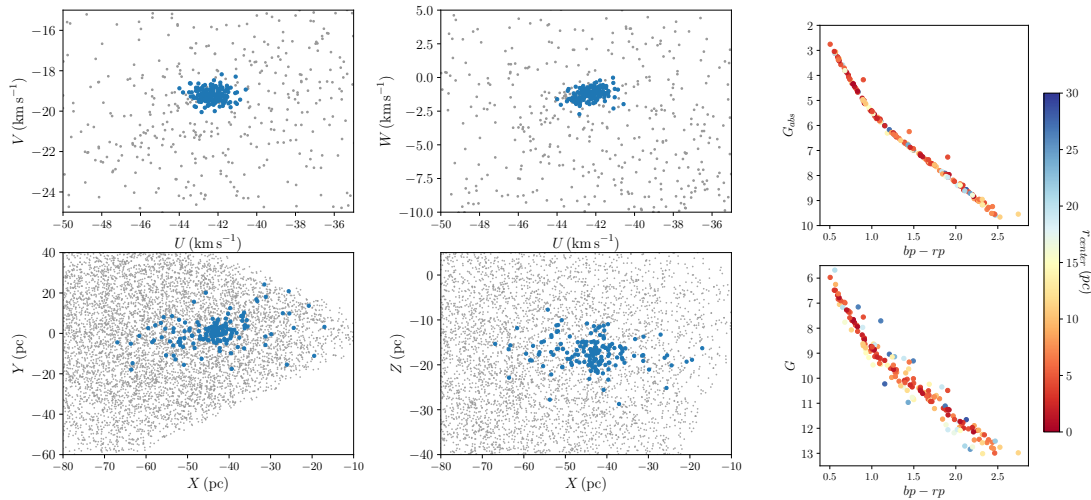 −16
−18
−20
−22
−24
V (km s⁻¹)
−50 −48 −46 −44 −42 −40 −38 −36
U (km s⁻¹)
5.0
2.5
0.0
−2.5
−5.0
−7.5
−10.0
W (km s⁻¹)
−50 −48 −46 −44 −42 −40 −38 −36
U (km s⁻¹)
2
3
4
5
6
7
8
9
10
G_abs
0.5 1.0 1.5 2.0 2.5
bp − rp
40
20
0
−20
−40
−60
Y (pc)
−80 −70 −60 −50 −40 −30 −20 −10
X (pc)
0
−10
−20
−30
−40
Z (pc)
−80 −70 −60 −50 −40 −30 −20 −10
X (pc)
6
7
8
9
10
11
12
13
G
0.5 1.0 1.5 2.0 2.5
bp − rp
30
25
20
15
10
5
0
r_center (pc)